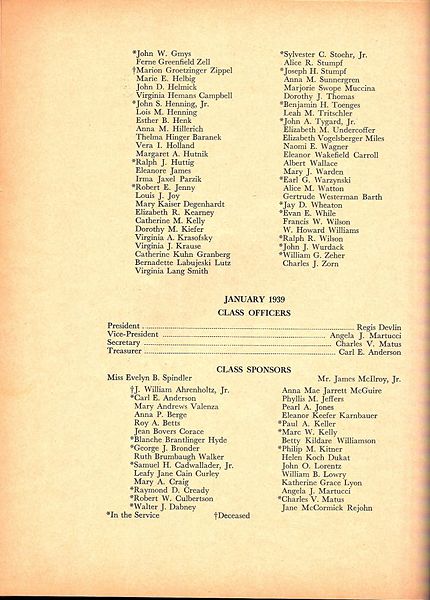 *John W. Gmys
Ferne Greenfield Zell
†Marion Groetzinger Zippel
Marie E. Helbig
John D. Helmick
Virginia Hemans Campbell
*John S. Henning, Jr.
Lois M. Henning
Esther B. Henk
Anna M. Hillerich
Thelma Hinger Baranek
Vera I. Holland
Margaret A. Hutnik
*Ralph J. Huttig
Eleanore James
Irma Jaxel Parzik
*Robert E. Jenny
Louis J. Joy
Mary Kaiser Degenhardt
Elizabeth R. Kearney
Catherine M. Kelly
Dorothy M. Kiefer
Virginia A. Krasofsky
Virginia J. Krause
Catherine Kuhn Granberg
Bernadette Labujeski Lutz
Virginia Lang Smith
*Sylvester C. Stoehr, Jr.
Alice R. Stumpf
*Joseph H. Stumpf
Anna M. Sunnergren
Marjorie Swope Muccina
Dorothy J. Thomas
*Benjamin H. Toenges
Leah M. Tritschler
*John A. Tygard, Jr.
Elizabeth M. Undercoffer
Elizabeth Vogelsberger Miles
Naomi E. Wagner
Eleanor Wakefield Carroll
Albert Wallace
Mary J. Warden
*Earl G. Warzynski
Alice M. Watton
Gertrude Westerman Barth
*Jay D. Wheaton
*Evan E. While
Francis W. Wilson
W. Howard Williams
*Ralph R. Wilson
*John J. Wurdack
*William G. Zeher
Charles J. Zorn
JANUARY 1939
CLASS OFFICERS
President ........ Regis Devlin
Vice-President ........ Angela J. Martucci
Secretary ........ Charles V. Matus
Treasurer ........ Carl E. Anderson
CLASS SPONSORS
Miss Evelyn B. Spindler Mr. James McIlroy, Jr.
†J. William Ahrenholtz, Jr.
*Carl E. Anderson
Mary Andrews Valenza
Anna P. Berge
Roy A. Betts
Jean Bovers Corace
*Blanche Brantlinger Hyde
*George J. Bronder
Ruth Brumbaugh Walker
*Samuel H. Cadwallader, Jr.
Leafy Jane Cain Curley
Mary A. Craig
*Raymond D. Cready
*Robert W. Culbertson
*Walter J. Dabney
Anna Mae Jarrett McGuire
Phyllis M. Jeffers
Pearl A. Jones
Eleanor Keefer Karnbauer
*Paul A. Keller
*Marc W. Kelly
Betty Kildare Williamson
*Philip M. Kitner
Helen Koch Dukat
John O. Lorentz
William B. Lowry
Katherine Grace Lyon
Angela J. Martucci
*Charles V. Matus
Jane McCormick Rejohn
*In the Service †Deceased